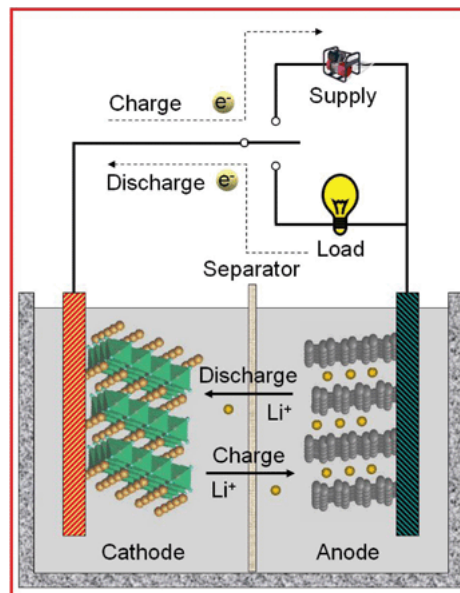 Charge e-
Supply
Discharge e-
Load
Separator
Discharge
Li+
Charge
Li+
Cathode
Anode